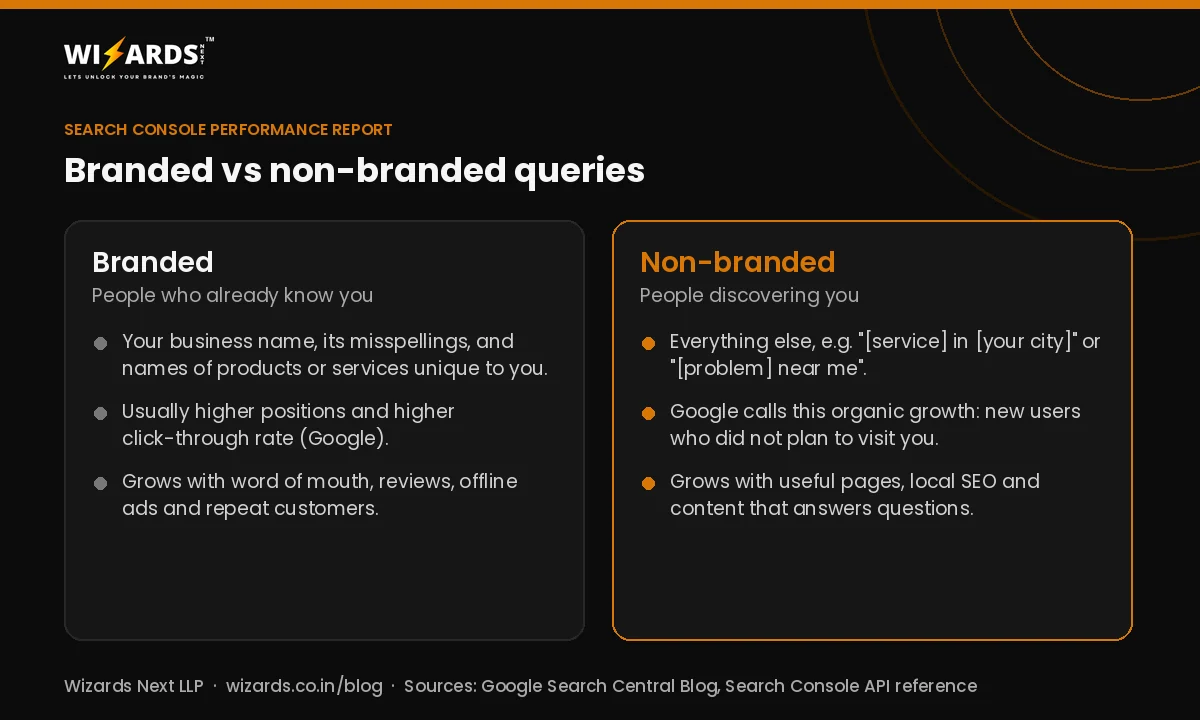 WIZARDS NEXT ™
LETS UNLOCK YOUR BRAND'S MAGIC
SEARCH CONSOLE PERFORMANCE REPORT
Branded vs non-branded queries
Branded
People who already know you
Your business name, its misspellings, and
names of products or services unique to you.
Usually higher positions and higher
click-through rate (Google).
Grows with word of mouth, reviews, offline
ads and repeat customers.
Non-branded
People discovering you
Everything else, e.g. "[service] in [your city]" or
"[problem] near me".
Google calls this organic growth: new users
who did not plan to visit you.
Grows with useful pages, local SEO and
content that answers questions.
Wizards Next LLP · wizards.co.in/blog · Sources: Google Search Central Blog, Search Console API reference